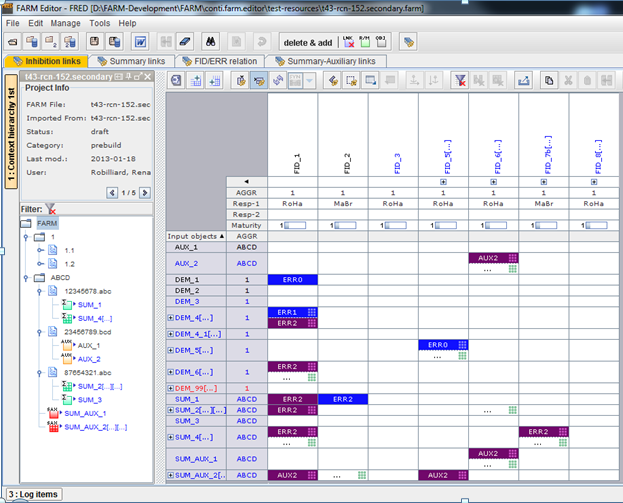 FARM Editor - FRED [D:\FARM-Development\FARM\conti.farm.editor\test-resources\t43-rcn-152.secondary.farm]
File Manage Tools Help
delete & add LNK R/M OBJ
Inhibition links Summary links FID/ERR relation Summary-Auxiliary links
1 : Context hierarchy 1st
t43-rcn-152.secondary
Project Info
FARM File: t43-rcn-152.sec
Imported From: t43-rcn-152.sec
Status: draft
Category: prebuild
Last mod.: 2013-01-18
User: Robillard, Rena
1 / 5
Filter:
FARM
1
1.1
1.2
ABCD
12345678.abc
SUM_1
SUM_4[...]
23456789.bcd
AUX_1
AUX_2
87654321.abc
SUM_2[...][...]
SUM_3
SUM_AUX_1
SUM_AUX_2[...][...]
FID_1 FID_2 FID_3 FID_5[...] FID_6[...] FID_7b[...] FID_8[...]
AGGR 1 1 1 1 1 1 1
Resp-1 RoHa MaBr RoHa RoHa RoHa MaBr RoHa
Resp-2
Maturity 1 1 1 1 1 1 1
Input objects AGGR
AUX_1 ABCD
AUX_2 ABCD AUX2
...
DEM_1 1 ERR0
DEM_2 1
DEM_3 1
DEM_4[...] 1 ERR1
ERR2
DEM_4_1[...] 1
DEM_5[...] 1 ERR0
...
DEM_6[...] 1 ERR2
...
DEM_99[...] 1
SUM_1 ABCD ERR2 ERR2
SUM_2[...][...] ABCD ERR2 ...
SUM_3 ABCD
SUM_4[...] ABCD ERR2 ERR2
... ...
SUM_AUX_1 ABCD AUX2
...
SUM_AUX_2[.. ABCD AUX2 ... AUX2
3 : Log items